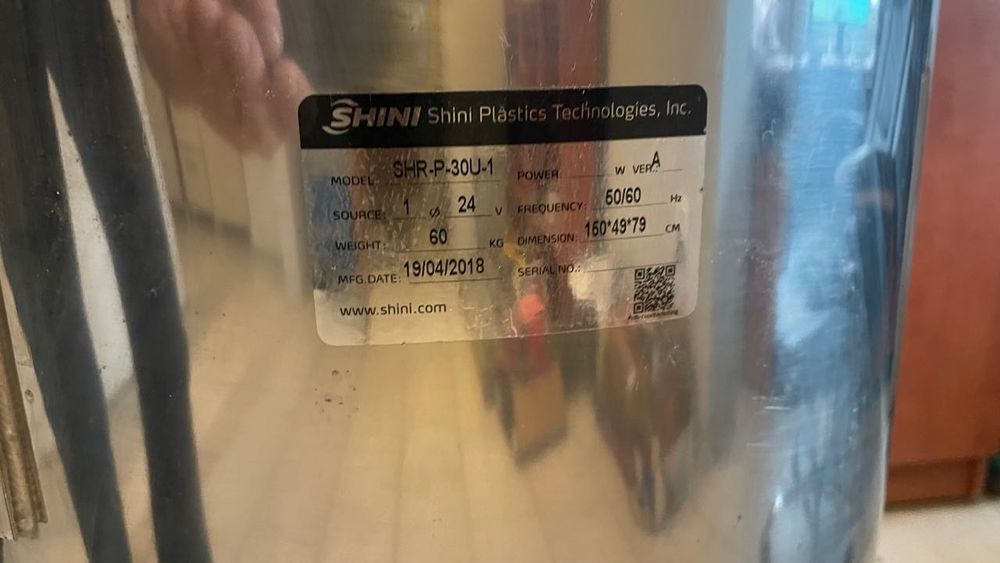 SHINI Shini Plastics Technologies, Inc.
MODEL: SHR-P-30U-1 POWER: W VER.: A
SOURCE: 1 Ø 24 V FREQUENCY: 50/60 Hz
WEIGHT: 60 KG DIMENSION: 150*49*79 CM
MFG.DATE: 19/04/2018 SERIAL NO.:
www.shini.com